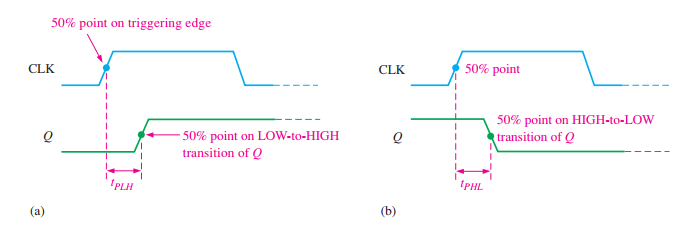 50% point on triggering edge
CLK
Q
50% point on LOW-to-HIGH
transition of Q
tPLH
(a)
CLK
50% point
Q
50% point on HIGH-to-LOW
transition of Q
tPHL
(b)